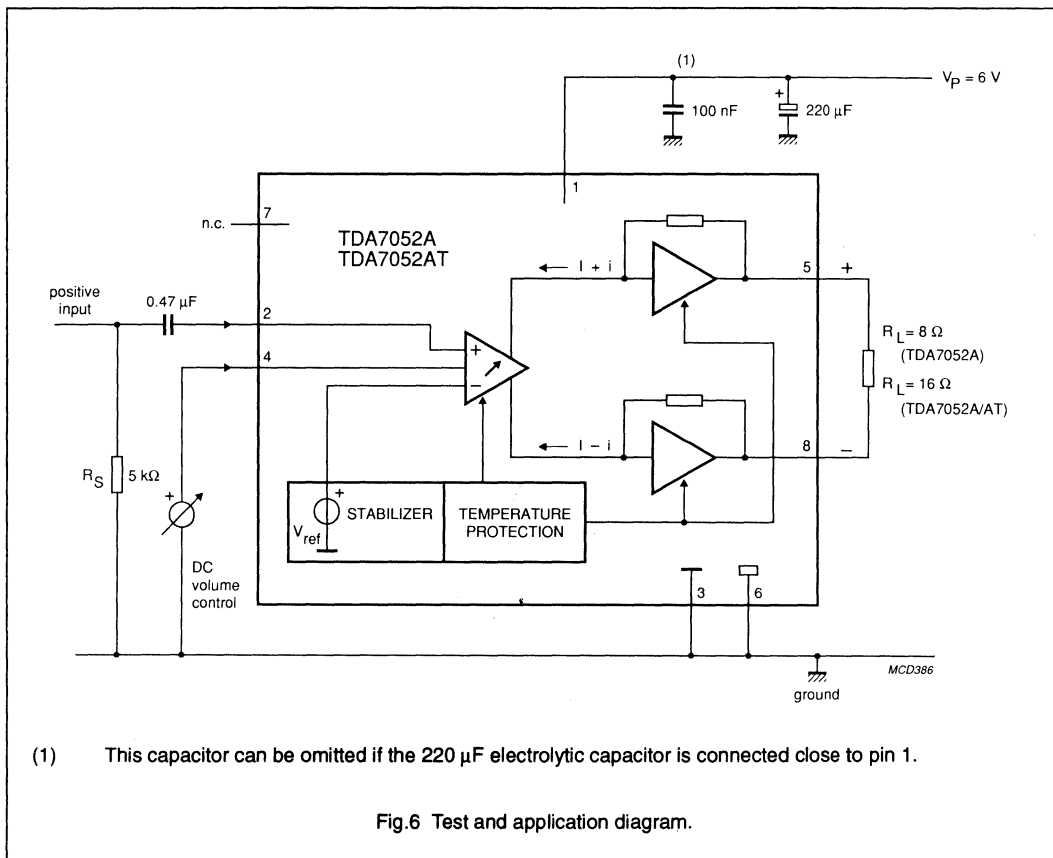 (1)
V_P = 6 V
100 nF
+
220 µF
1
7
n.c.
TDA7052A
TDA7052AT
I + i
5
+
positive
input
0.47 µF
2
4
+
−
R_L = 8 Ω
(TDA7052A)
R_L = 16 Ω
(TDA7052A/AT)
I − i
8
−
R_S
5 kΩ
+
DC
volume
control
+
V_ref
STABILIZER
TEMPERATURE
PROTECTION
3
6
MCD386
ground
(1) This capacitor can be omitted if the 220 µF electrolytic capacitor is connected close to pin 1.
Fig.6 Test and application diagram.